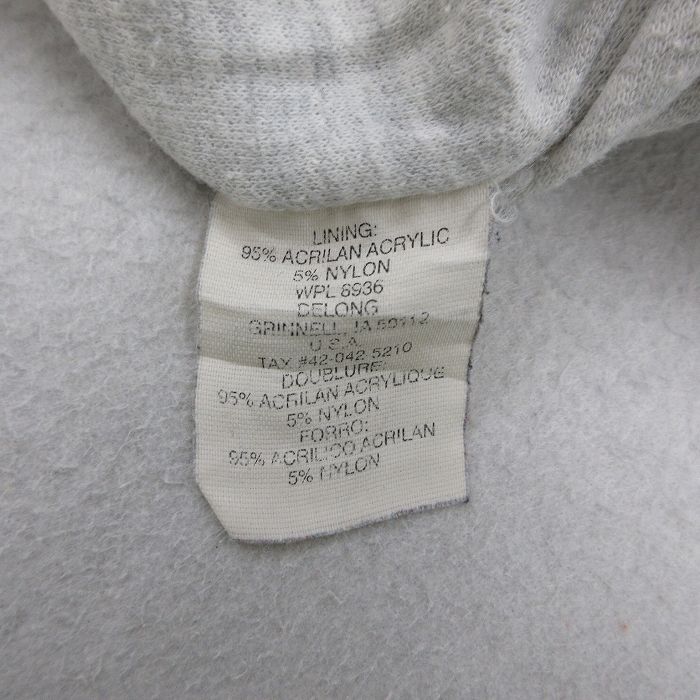 LINING:
95% ACRILAN ACRYLIC
5% NYLON
WPL 8936
DELONG
GRINNELL, IA 50112
U.S.A.
TAX #42-042 5210
DOUBLURE:
95% ACRILAN ACRYLIQUE
5% NYLON
FORRO:
95% ACRILICO ACRILAN
5% NYLON